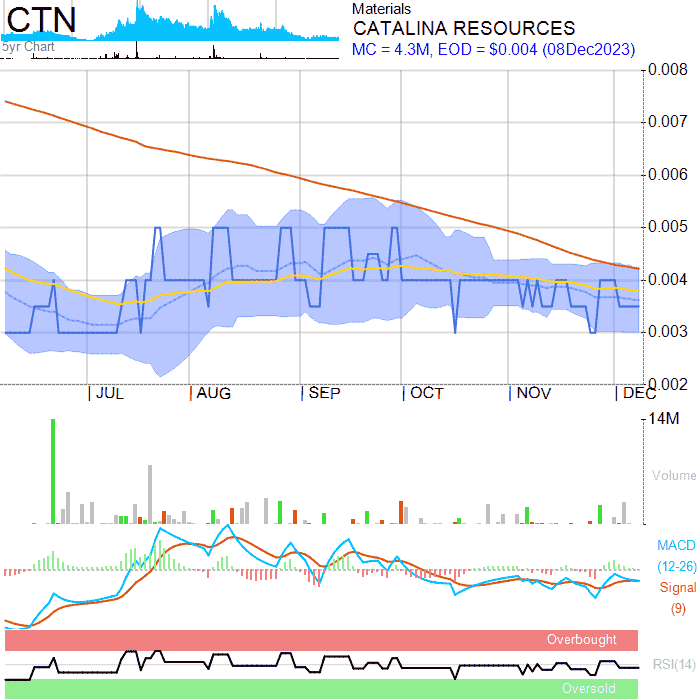 CTN
5yr Chart
Materials
CATALINA RESOURCES
MC = 4.3M, EOD = $0.004 (08Dec2023)
0.008
0.007
0.006
0.005
0.004
0.003
0.002
JUL AUG SEP OCT NOV DEC
14M
Volume
MACD
(12-26)
Signal
(9)
Overbought
RSI(14)
Oversold